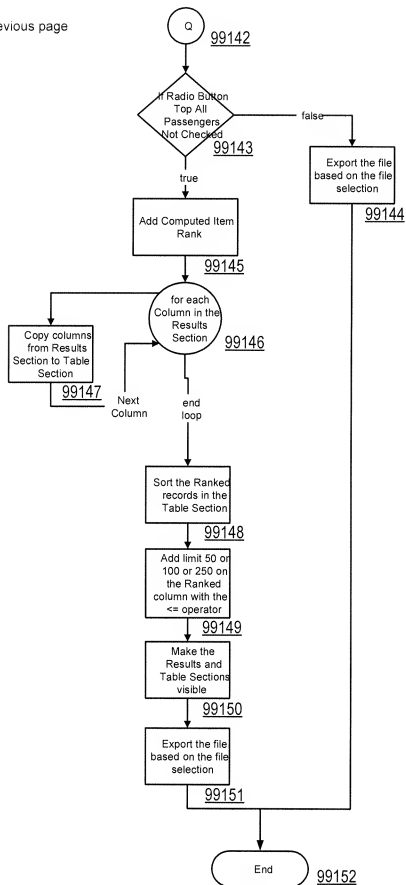 evious page
Q
99142
If Radio Button
Top All
Passengers
Not Checked
99143
false
true
Export the file
based on the file
selection
99144
Add Computed Item
Rank
99145
for each
Column in the
Results
Section
99146
Copy columns
from Results
Section to Table
Section
99147
Next
Column
end
loop
Sort the Ranked
records in the
Table Section
99148
Add limit 50 or
100 or 250 on
the Ranked
column with the
<= operator
99149
Make the
Results and
Table Sections
visible
99150
Export the file
based on the file
selection
99151
End
99152